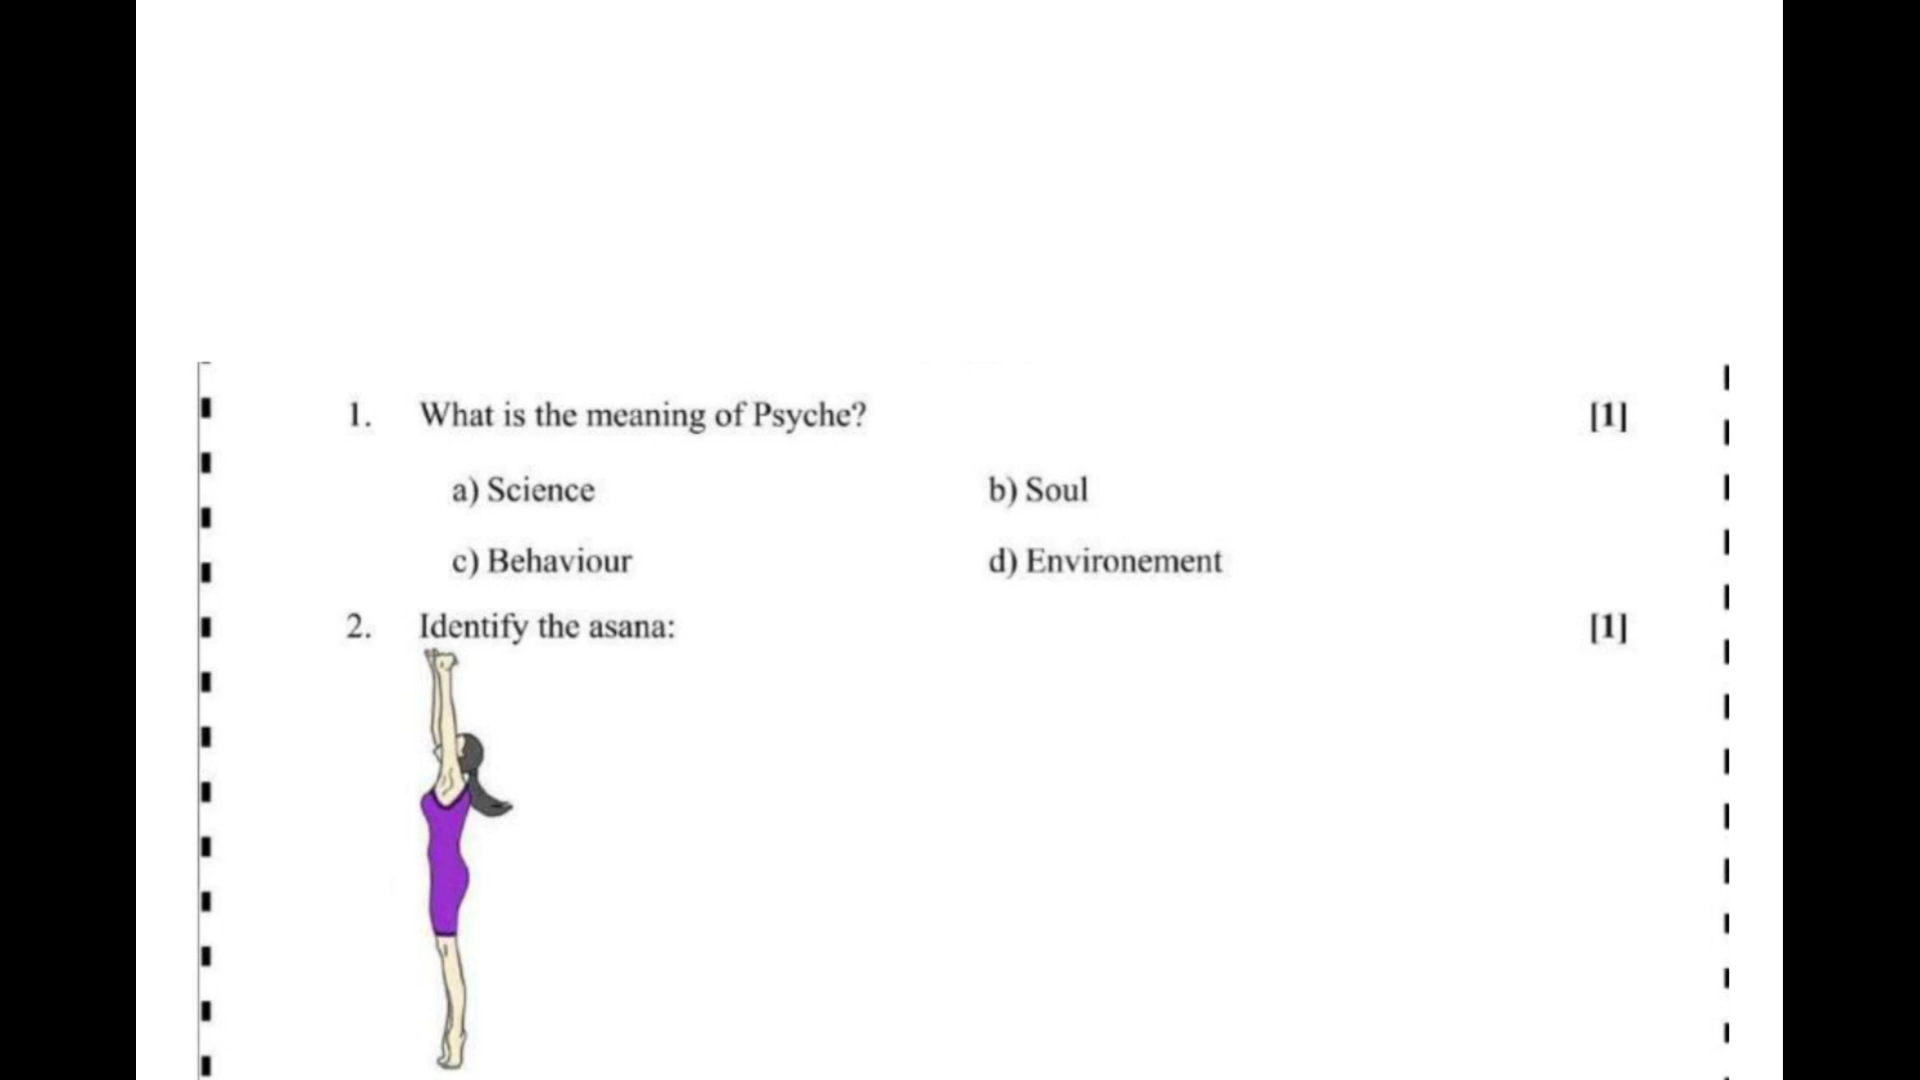 1. What is the meaning of Psyche? [1]
a) Science b) Soul
c) Behaviour d) Environement
2. Identify the asana: [1]